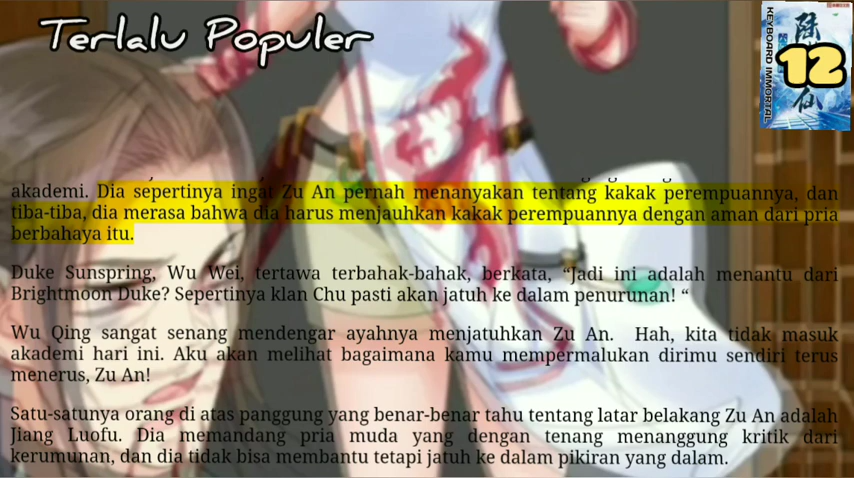 Terlalu Populer
KEYBOARD IMMORTAL
12
akademi. Dia sepertinya ingat Zu An pernah menanyakan tentang kakak perempuannya, dan
tiba-tiba, dia merasa bahwa dia harus menjauhkan kakak perempuannya dengan aman dari pria
berbahaya itu.
Duke Sunspring, Wu Wei, tertawa terbahak-bahak, berkata, “Jadi ini adalah menantu dari
Brightmoon Duke? Sepertinya klan Chu pasti akan jatuh ke dalam penurunan! “
Wu Qing sangat senang mendengar ayahnya menjatuhkan Zu An. Hah, kita tidak masuk
akademi hari ini. Aku akan melihat bagaimana kamu mempermalukan dirimu sendiri terus
menerus, Zu An!
Satu-satunya orang di atas panggung yang benar-benar tahu tentang latar belakang Zu An adalah
Jiang Luofu. Dia memandang pria muda yang dengan tenang menanggung kritik dari
kerumunan, dan dia tidak bisa membantu tetapi jatuh ke dalam pikiran yang dalam.